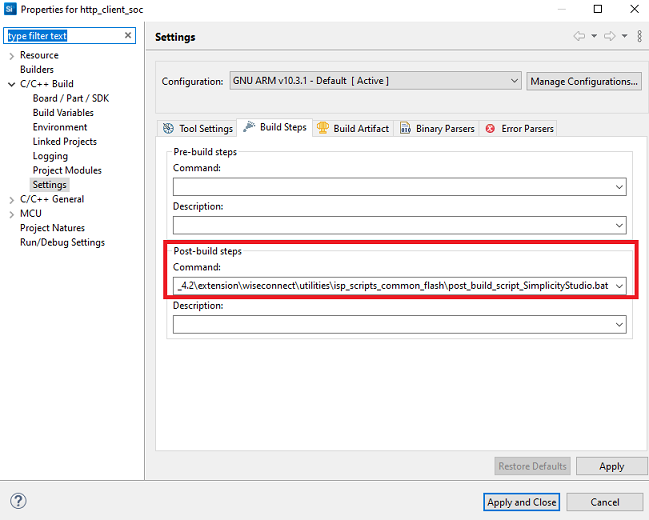 Si Properties for http_client_soc
type filter text
Settings
Resource
Builders
C/C++ Build
Board / Part / SDK
Build Variables
Environment
Linked Projects
Logging
Project Modules
Settings
C/C++ General
MCU
Project Natures
Run/Debug Settings
Configuration: GNU ARM v10.3.1 - Default [ Active ] Manage Configurations...
Tool Settings Build Steps Build Artifact Binary Parsers Error Parsers
Pre-build steps
Command:
Description:
Post-build steps
Command:
_4.2\extension\wiseconnect\utilities\isp_scripts_common_flash\post_build_script_SimplicityStudio.bat
Description:
Restore Defaults Apply
? Apply and Close Cancel